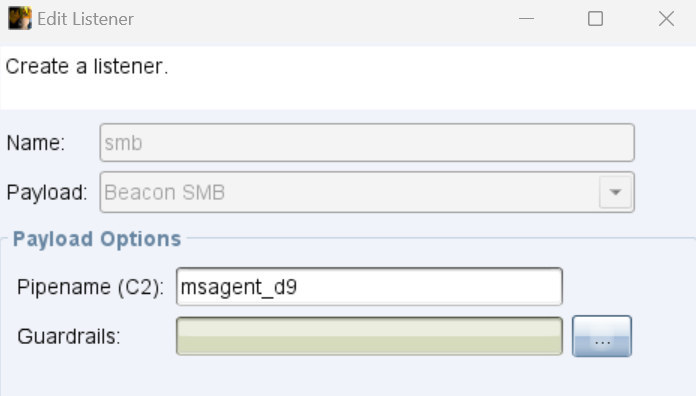 Edit Listener
Create a listener.
Name: smb
Payload: Beacon SMB
Payload Options
Pipename (C2): msagent_d9
Guardrails: ...